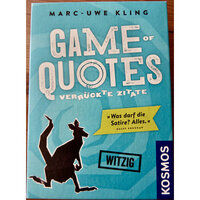 MARC-UWE KLING
GAME OF
QUOTES
VERRÜCKTE ZITATE
»Was darf die
Satire? Alles.«
WITZIG
KOSMOS